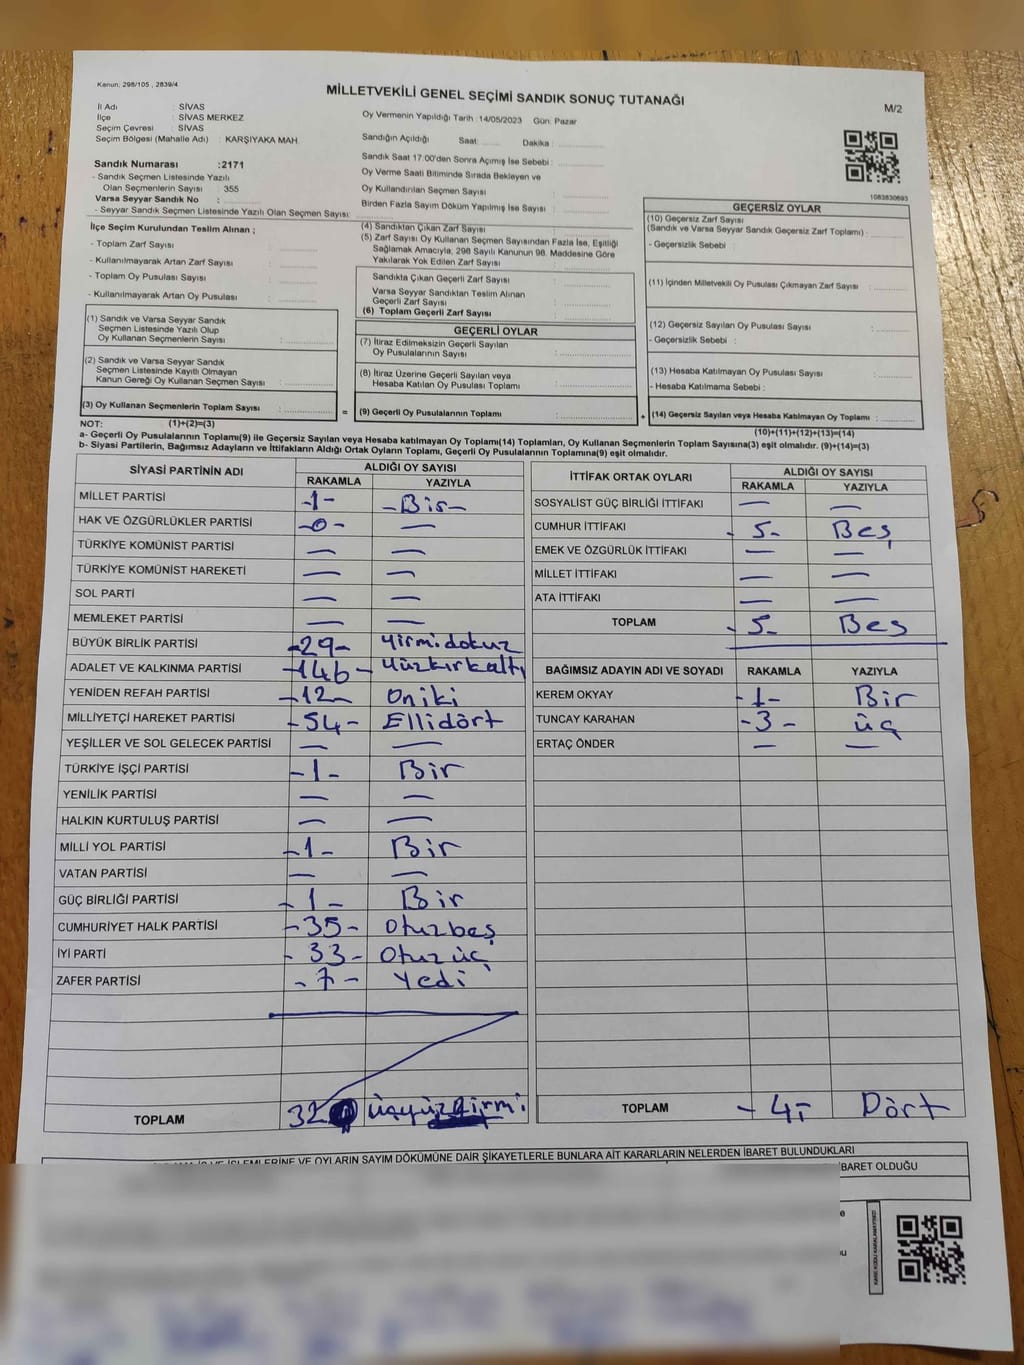 Kanun: 298/105 , 2839/4
MİLLETVEKİLİ GENEL SEÇİMİ SANDIK SONUÇ TUTANAĞI
M/2
İl Adı : SİVAS
İlçe : SİVAS MERKEZ
Seçim Çevresi : SİVAS
Seçim Bölgesi (Mahalle Adı) : KARŞIYAKA MAH.
Sandık Numarası :2171
- Sandık Seçmen Listesinde Yazılı
Olan Seçmenlerin Sayısı : 355
Varsa Seyyar Sandık No :
- Seyyar Sandık Seçmen Listesinde Yazılı Olan Seçmen Sayısı:
Oy Vermenin Yapıldığı Tarih : 14/05/2023 Gün: Pazar
Sandığın Açıldığı Saat: Dakika :
Sandık Saat 17.00'den Sonra Açımış İse Sebebi :
Oy Verme Saati Bitiminde Sırada Bekleyen ve
Oy Kullandırılan Seçmen Sayısı :
Birden Fazla Sayım Döküm Yapılmış İse Sayısı :
1083830693
İlçe Seçim Kurulundan Teslim Alınan ;
- Toplam Zarf Sayısı :
- Kullanılmayarak Artan Zarf Sayısı :
- Toplam Oy Pusulası Sayısı :
- Kullanılmayarak Artan Oy Pusulası :
(1) Sandık ve Varsa Seyyar Sandık
Seçmen Listesinde Yazılı Olup
Oy Kullanan Seçmenlerin Sayısı :
(2) Sandık ve Varsa Seyyar Sandık
Seçmen Listesinde Kayıtlı Olmayan
Kanun Gereği Oy Kullanan Seçmen Sayısı :
(3) Oy Kullanan Seçmenlerin Toplam Sayısı :
(4) Sandıktan Çıkan Zarf Sayısı :
(5) Zarf Sayısı Oy Kullanan Seçmen Sayısından Fazla İse, Eşitliği
Sağlamak Amacıyla, 298 Sayılı Kanunun 98. Maddesine Göre
Yakılarak Yok Edilen Zarf Sayısı :
Sandıkta Çıkan Geçerli Zarf Sayısı :
Varsa Seyyar Sandıktan Teslim Alınan
Geçerli Zarf Sayısı :
(6) Toplam Geçerli Zarf Sayısı :
GEÇERLİ OYLAR
(7) İtiraz Edilmeksizin Geçerli Sayılan
Oy Pusulalarının Sayısı :
(8) İtiraz Üzerine Geçerli Sayılan veya
Hesaba Katılan Oy Pusulası Toplamı :
= (9) Geçerli Oy Pusulalarının Toplamı :
GEÇERSİZ OYLAR
(10) Geçersiz Zarf Sayısı
(Sandık ve Varsa Seyyar Sandık Geçersiz Zarf Toplamı) :
- Geçersizlik Sebebi :
(11) İçinden Milletvekili Oy Pusulası Çıkmayan Zarf Sayısı :
(12) Geçersiz Sayılan Oy Pusulası Sayısı :
- Geçersizlik Sebebi :
(13) Hesaba Katılmayan Oy Pusulası Sayısı :
- Hesaba Katılmama Sebebi :
+ (14) Geçersiz Sayılan veya Hesaba Katılmayan Oy Toplamı :
NOT: (1)+(2)=(3)
(10)+(11)+(12)+(13)=(14)
a- Geçerli Oy Pusulalarının Toplamı(9) ile Geçersiz Sayılan veya Hesaba katılmayan Oy Toplamı(14) Toplamları, Oy Kullanan Seçmenlerin Toplam Sayısına(3) eşit olmalıdır. (9)+(14)=(3)
b- Siyasi Partilerin, Bağımsız Adayların ve İttifakların Aldığı Ortak Oyların Toplamı, Geçerli Oy Pusulalarının Toplamına(9) eşit olmalıdır.
SİYASİ PARTİNİN ADI ALDIĞI OY SAYISI
RAKAMLA YAZIYLA
MİLLET PARTİSİ -1- -Bir-
HAK VE ÖZGÜRLÜKLER PARTİSİ -0- —
TÜRKİYE KOMÜNİST PARTİSİ — —
TÜRKİYE KOMÜNİST HAREKETİ — —
SOL PARTİ — —
MEMLEKET PARTİSİ — —
BÜYÜK BİRLİK PARTİSİ -29- Yirmidokuz
ADALET VE KALKINMA PARTİSİ -146- Yüzkırkaltı
YENİDEN REFAH PARTİSİ -12- Oniki
MİLLİYETÇİ HAREKET PARTİSİ -54- Ellidört
YEŞİLLER VE SOL GELECEK PARTİSİ — —
TÜRKİYE İŞÇİ PARTİSİ -1- Bir
YENİLİK PARTİSİ — —
HALKIN KURTULUŞ PARTİSİ — —
MİLLİ YOL PARTİSİ -1- Bir
VATAN PARTİSİ — —
GÜÇ BİRLİĞİ PARTİSİ -1- Bir
CUMHURİYET HALK PARTİSİ -35- Otuzbeş
İYİ PARTİ -33- Otuzüç
ZAFER PARTİSİ -7- Yedi
TOPLAM 32 üçyüz
İTTİFAK ORTAK OYLARI ALDIĞI OY SAYISI
RAKAMLA YAZIYLA
SOSYALİST GÜÇ BİRLİĞİ İTTİFAKI — —
CUMHUR İTTİFAKI -5- Beş
EMEK VE ÖZGÜRLÜK İTTİFAKI — —
MİLLET İTTİFAKI — —
ATA İTTİFAKI — —
TOPLAM -5- Beş
BAĞIMSIZ ADAYIN ADI VE SOYADI RAKAMLA YAZIYLA
KEREM OKYAY -1- Bir
TUNCAY KARAHAN -3- üç
ERTAÇ ÖNDER — —
TOPLAM -4- Dört
İŞLEMLERİNE VE OYLARIN SAYIM DÖKÜMÜNE DAİR ŞİKAYETLERLE BUNLARA AİT KARARLARIN NELERDEN İBARET BULUNDUKLARI
İBARET OLDUĞU